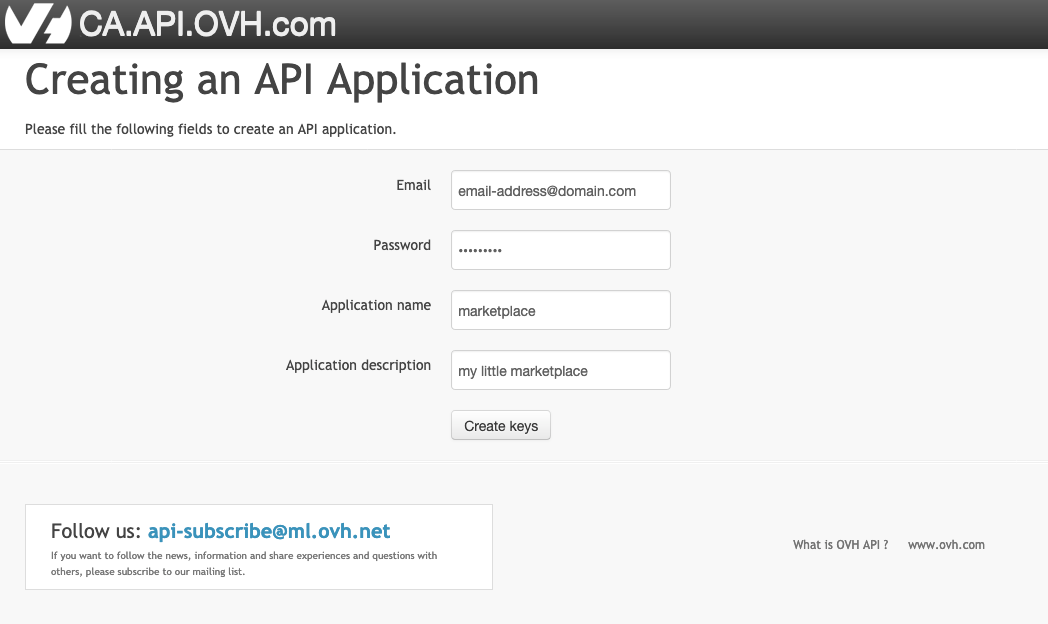 CA.API.OVH.com
Creating an API Application
Please fill the following fields to create an API application.
Email
email-address@domain.com
Password
•••••••••
Application name
marketplace
Application description
my little marketplace
Create keys
Follow us: api-subscribe@ml.ovh.net
If you want to follow the news, information and share experiences and questions with
others, please subscribe to our mailing list.
What is OVH API ? www.ovh.com